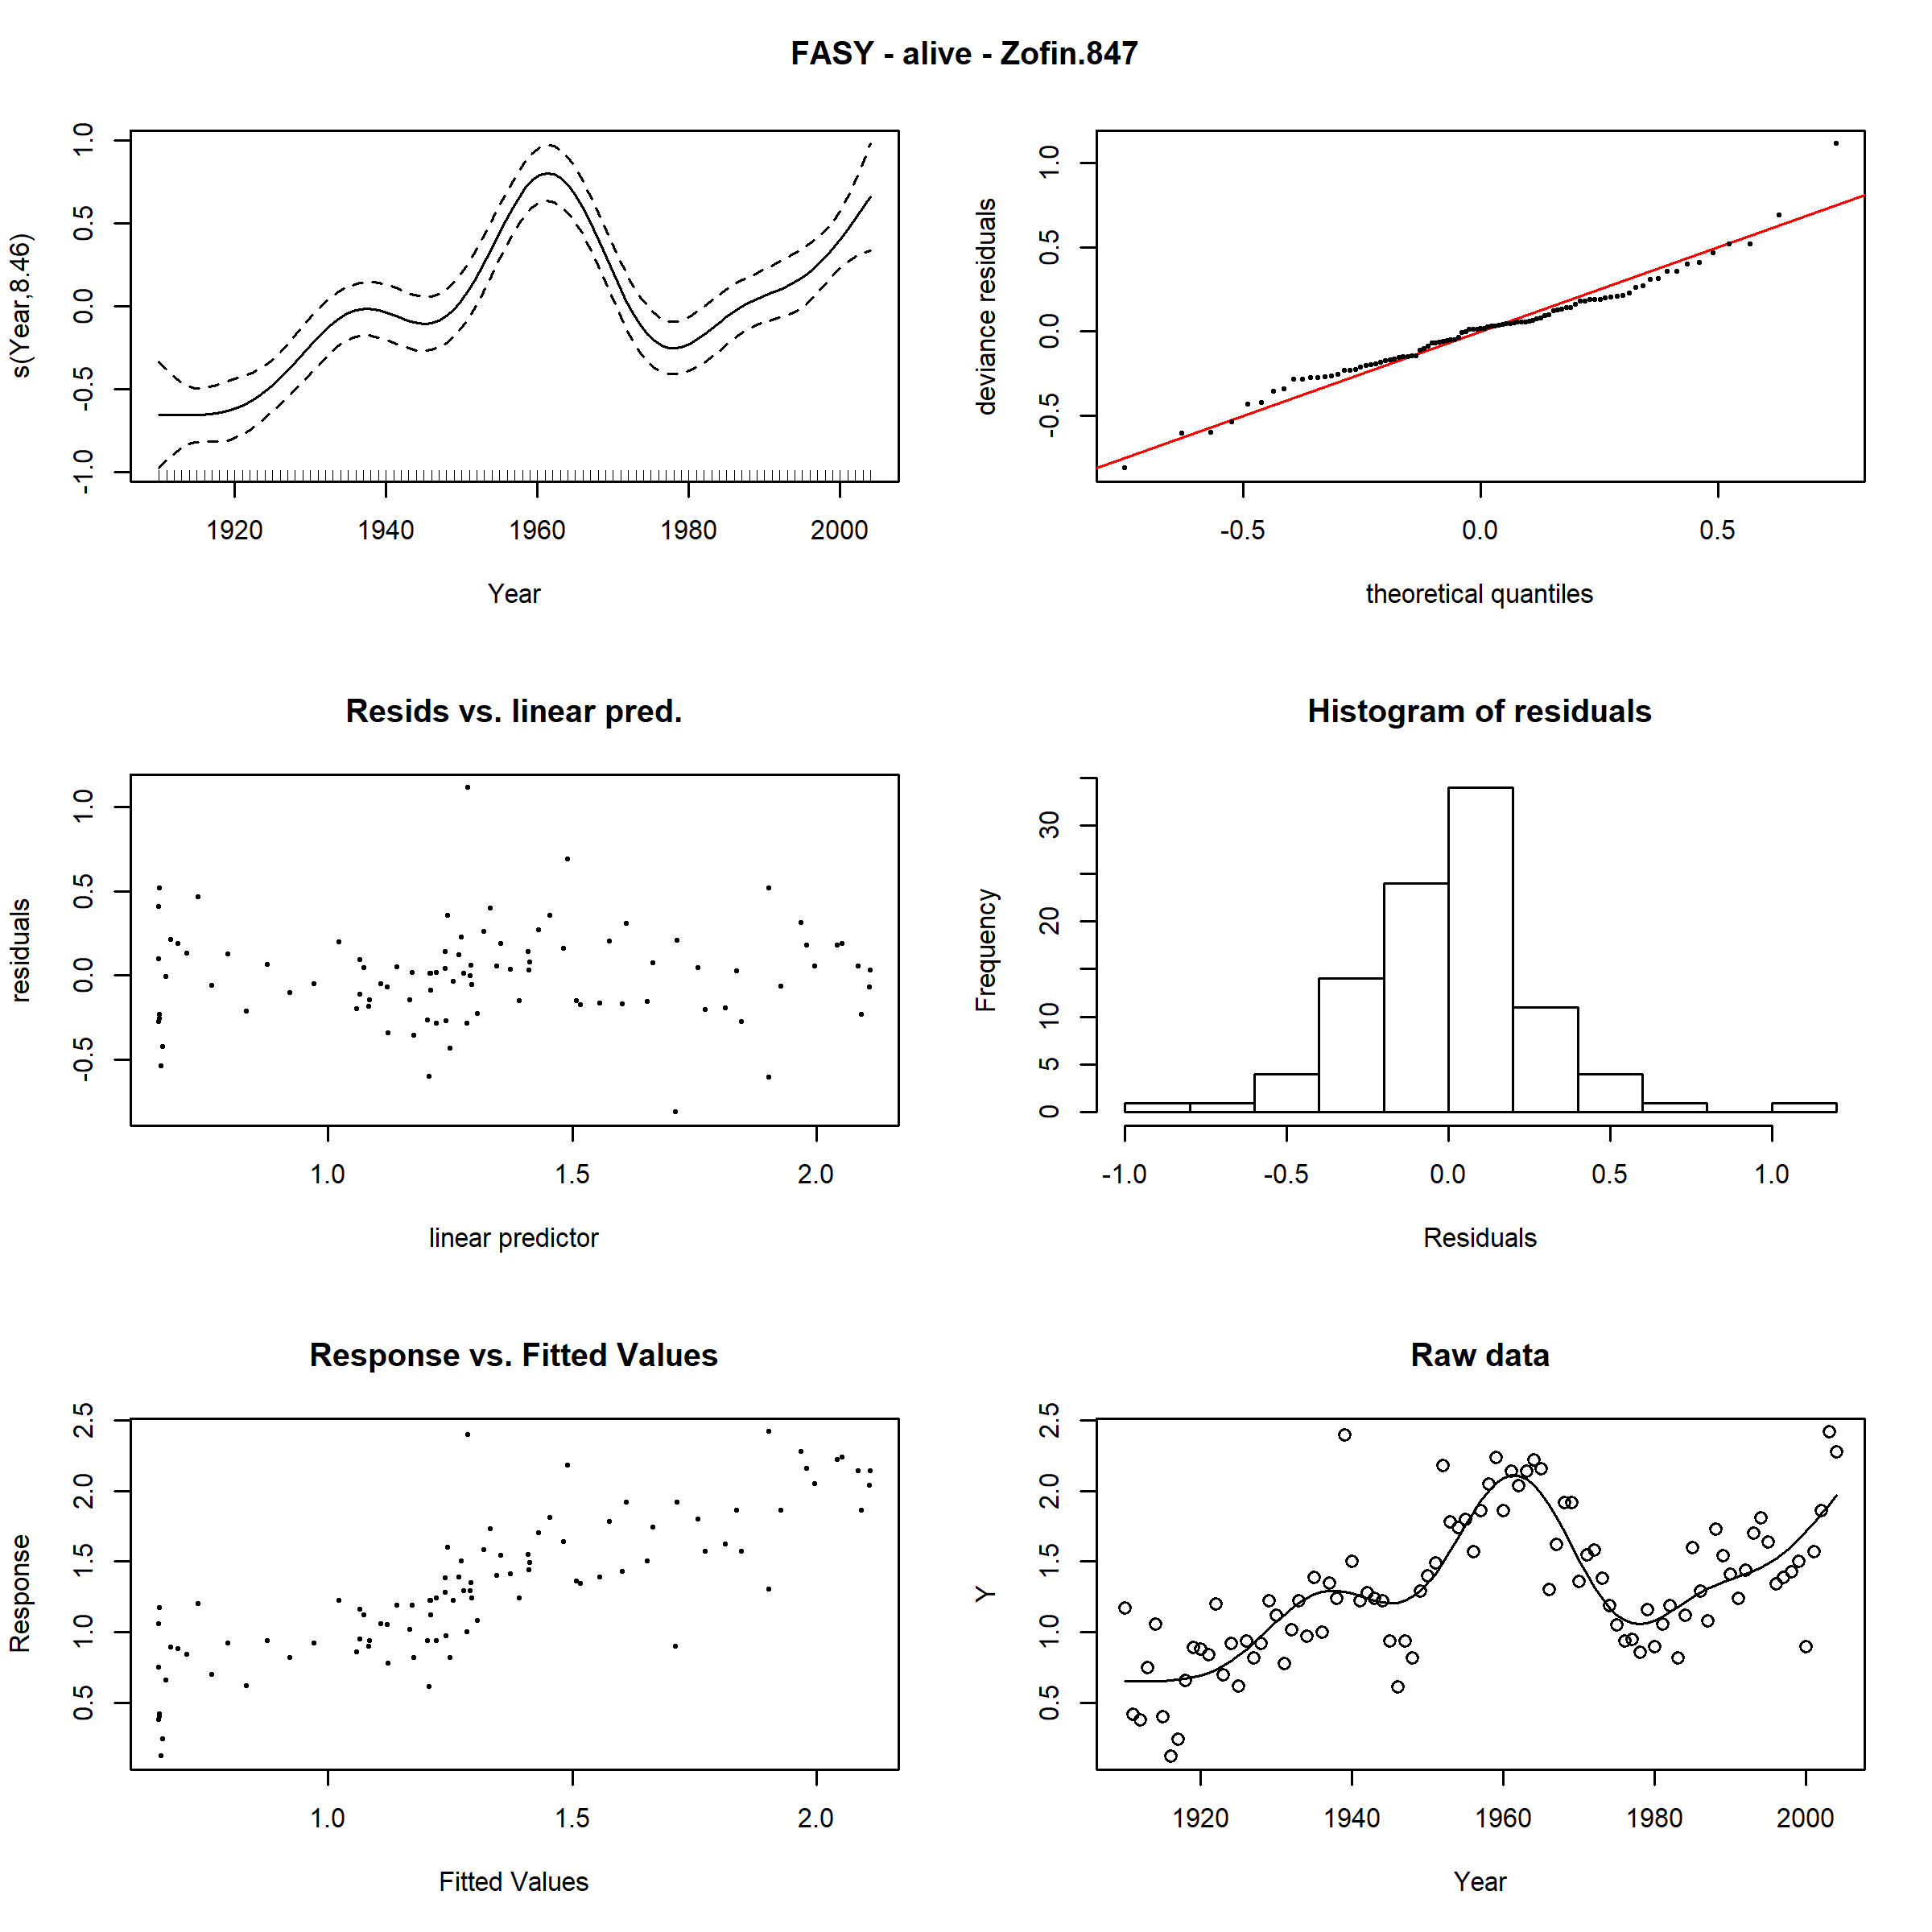 FASY - alive - Zofin.847
s(Year,8.46)
1.0
0.5
0.0
-0.5
-1.0
1920 1940 1960 1980 2000
Year
deviance residuals
1.0
0.5
0.0
-0.5
-0.5 0.0 0.5
theoretical quantiles
Resids vs. linear pred.
residuals
1.0
0.5
0.0
-0.5
1.0 1.5 2.0
linear predictor
Histogram of residuals
Frequency
30
20
10
5
0
-1.0 -0.5 0.0 0.5 1.0
Residuals
Response vs. Fitted Values
Response
2.5
2.0
1.5
1.0
0.5
1.0 1.5 2.0
Fitted Values
Raw data
Y
2.5
2.0
1.5
1.0
0.5
1920 1940 1960 1980 2000
Year